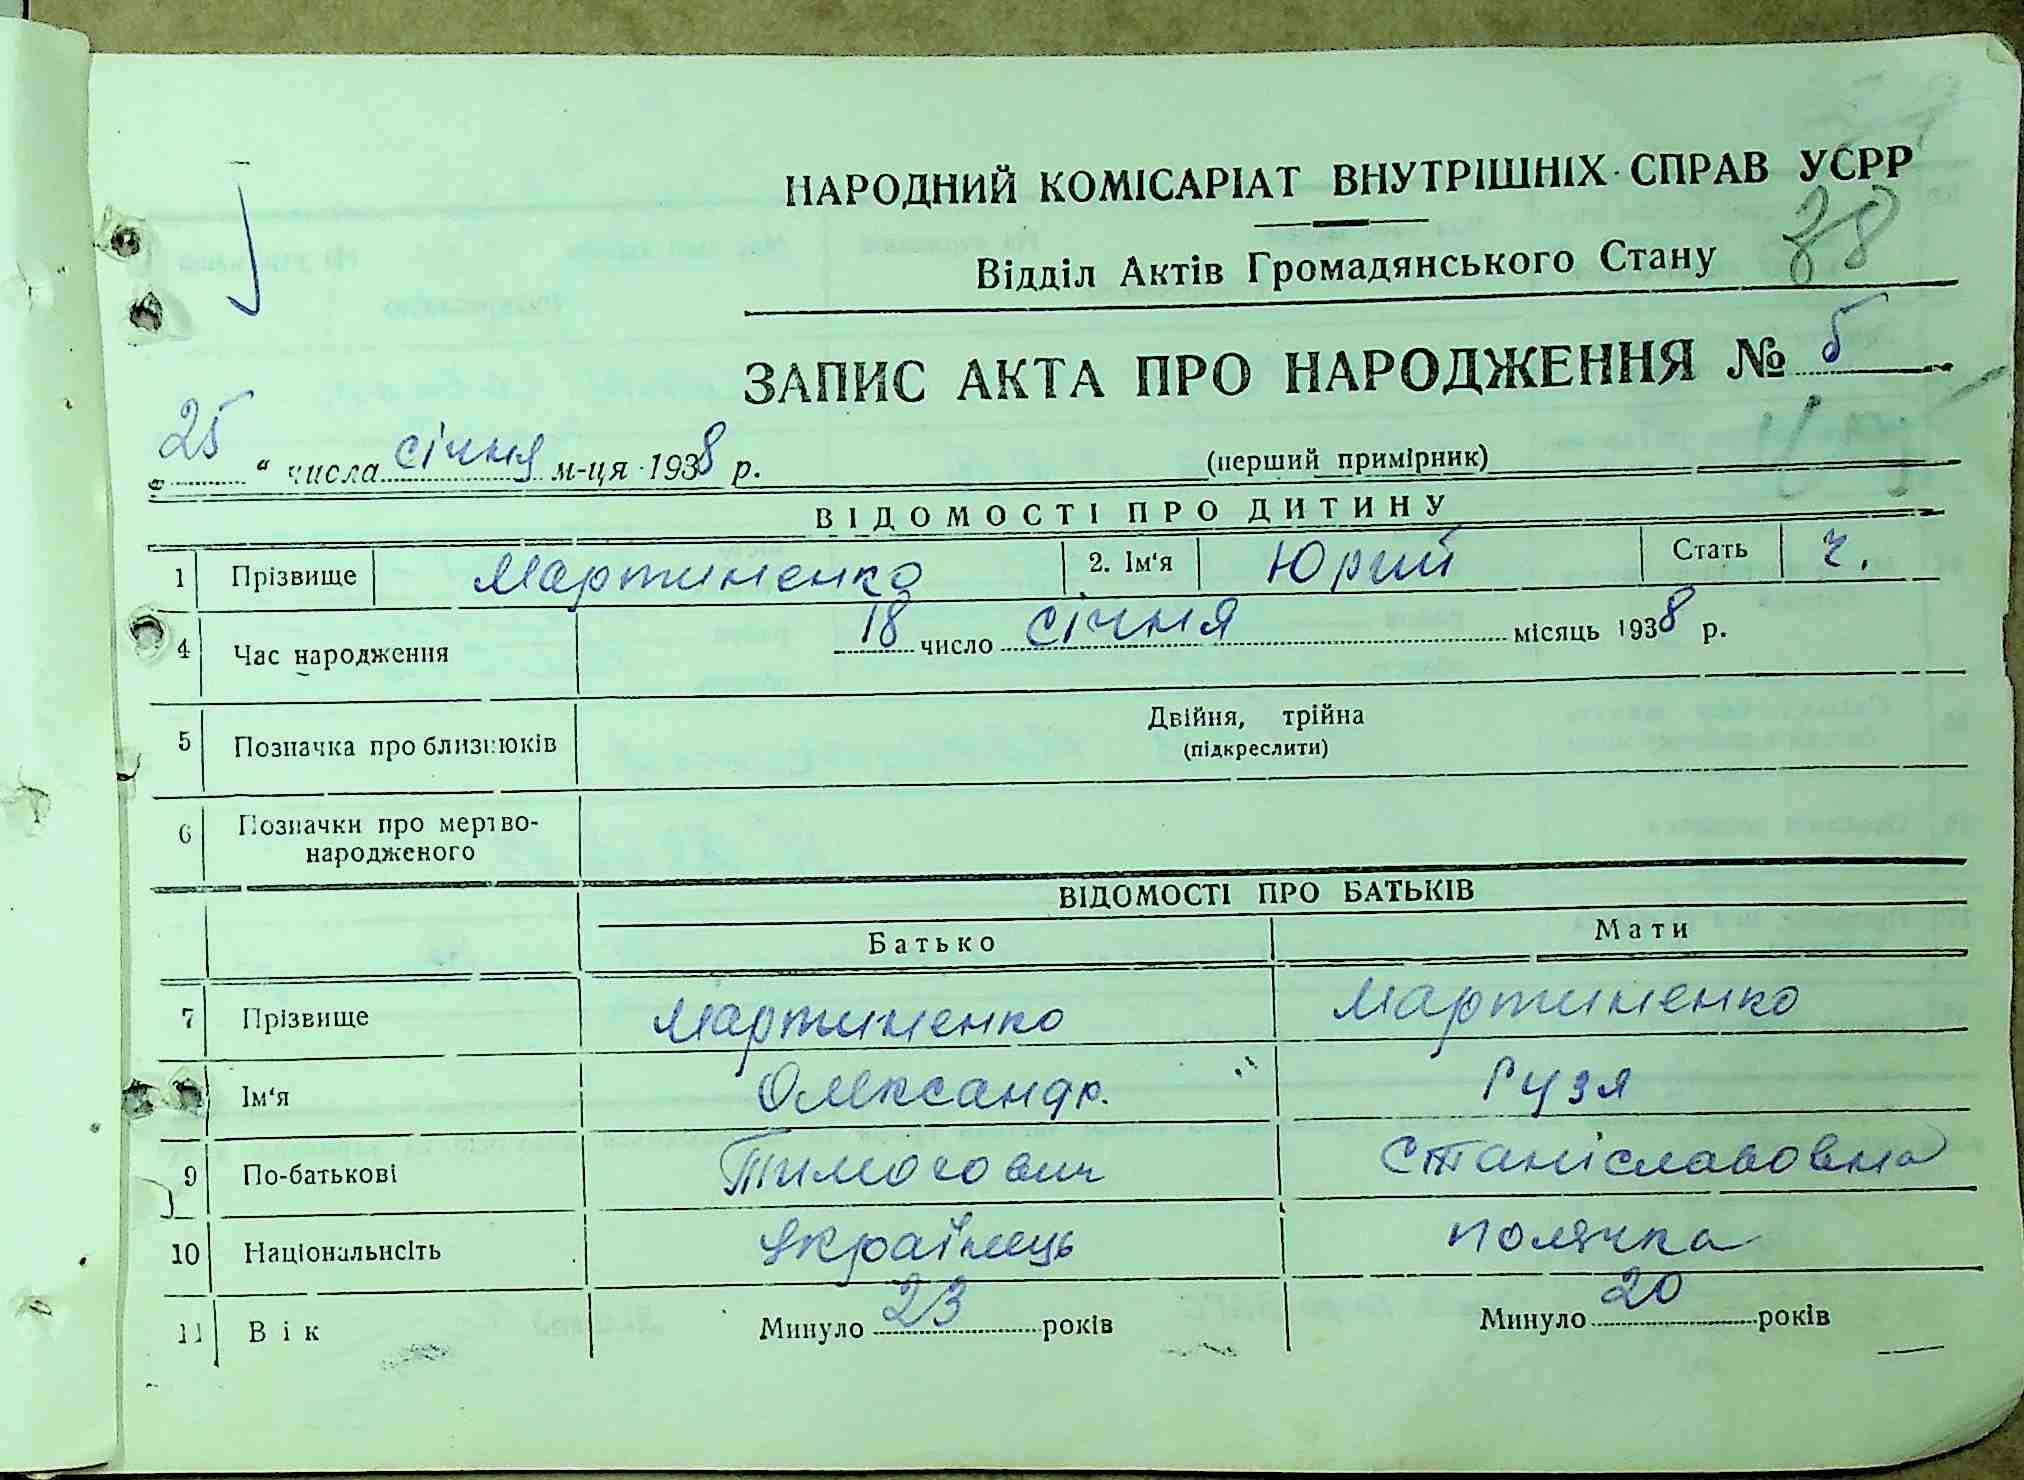 НАРОДНИЙ КОМІСАРІАТ ВНУТРІШНІХ СПРАВ УСРР
38
Відділ Актів Громадянського Стану
ЗАПИС АКТА ПРО НАРОДЖЕННЯ № 5
„25“ числа січня м-ця 1938 р.
(перший примірник)
ВІДОМОСТІ ПРО ДИТИНУ
1 Прізвище Мартиненко 2. Ім‘я Юрий Стать ч.
4 Час народження 18 число січня місяць 1938 р.
5 Позначка про близнюків Двійня, трійна
(підкреслити)
6 Позначки про мертво-
народженого
ВІДОМОСТІ ПРО БАТЬКІВ
Батько Мати
7 Прізвище Мартиненко Мартиненко
Ім‘я Олександр. Рузя
9 По-батькові Тимохович Станіславовна
10 Національнсіть Українець полячка
11 Вік Минуло 23 років Минуло 20 років